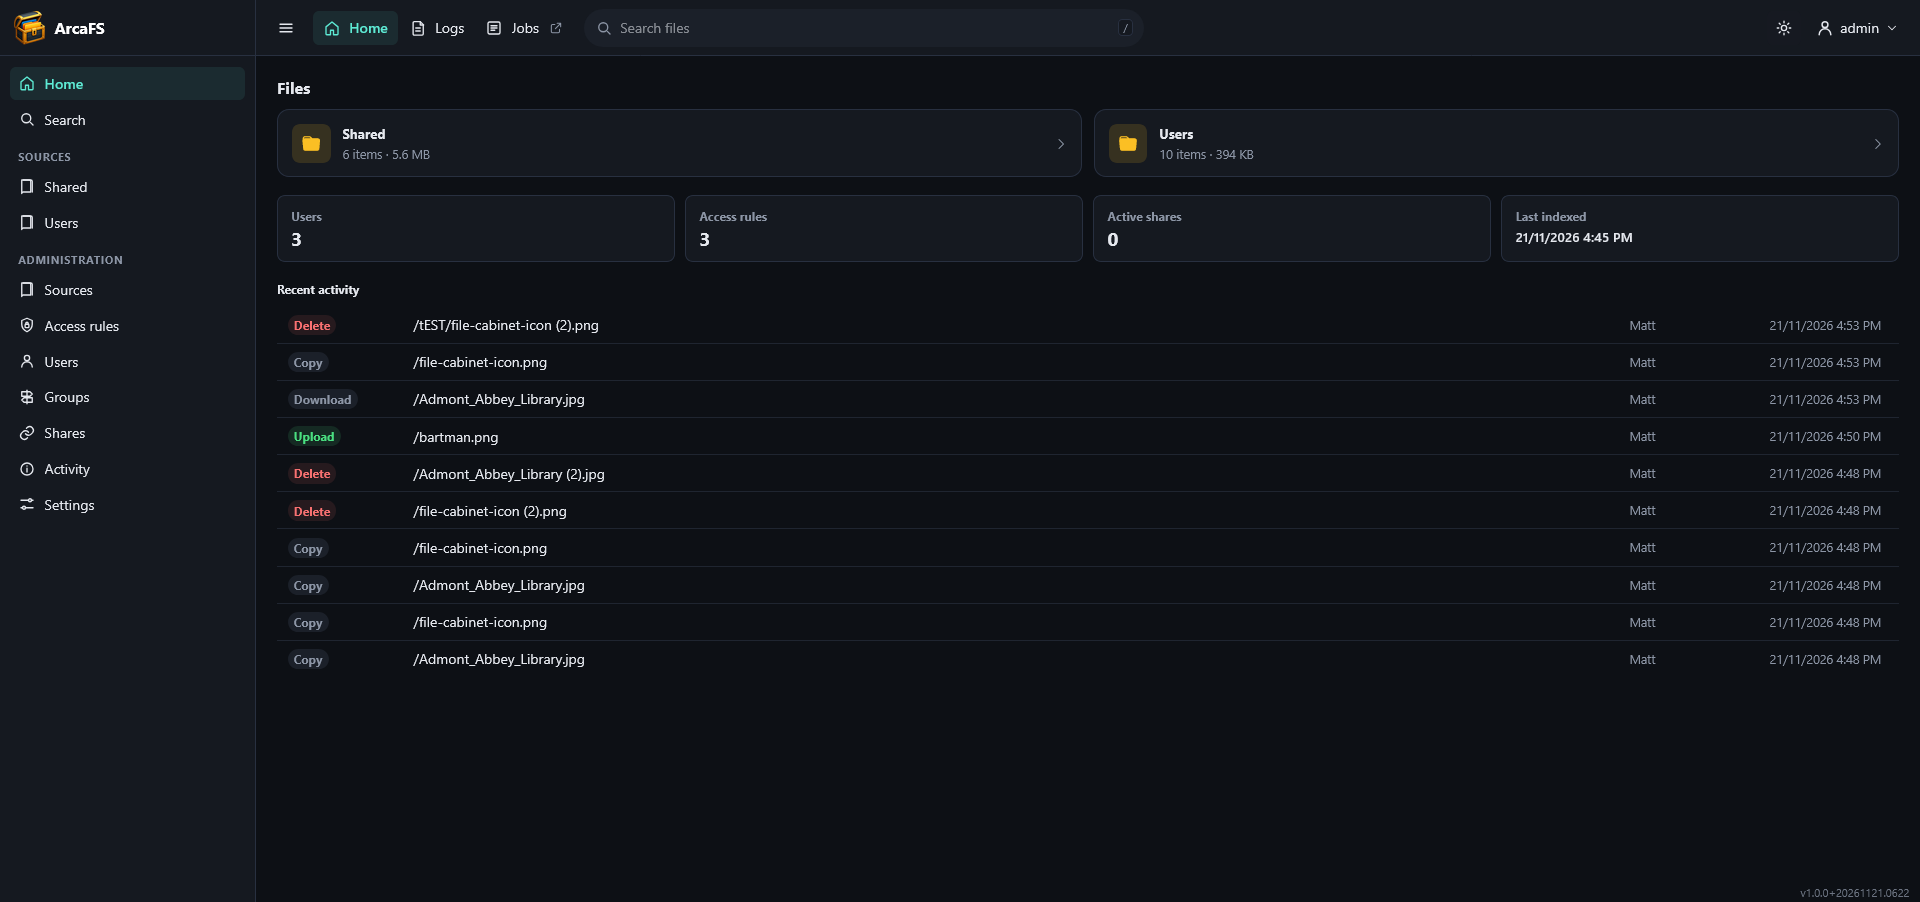 ArcaFS
Home
Logs
Jobs
Search files
/
admin
Home
Search
SOURCES
Shared
Users
ADMINISTRATION
Sources
Access rules
Users
Groups
Shares
Activity
Settings
Files
Shared
6 items · 5.6 MB
Users
10 items · 394 KB
Users
3
Access rules
3
Active shares
0
Last indexed
21/11/2026 4:45 PM
Recent activity
Delete /tEST/file-cabinet-icon (2).png Matt 21/11/2026 4:53 PM
Copy /file-cabinet-icon.png Matt 21/11/2026 4:53 PM
Download /Admont_Abbey_Library.jpg Matt 21/11/2026 4:53 PM
Upload /bartman.png Matt 21/11/2026 4:50 PM
Delete /Admont_Abbey_Library (2).jpg Matt 21/11/2026 4:48 PM
Delete /file-cabinet-icon (2).png Matt 21/11/2026 4:48 PM
Copy /file-cabinet-icon.png Matt 21/11/2026 4:48 PM
Copy /Admont_Abbey_Library.jpg Matt 21/11/2026 4:48 PM
Copy /file-cabinet-icon.png Matt 21/11/2026 4:48 PM
Copy /Admont_Abbey_Library.jpg Matt 21/11/2026 4:48 PM
v1.0.0+20261121.0622